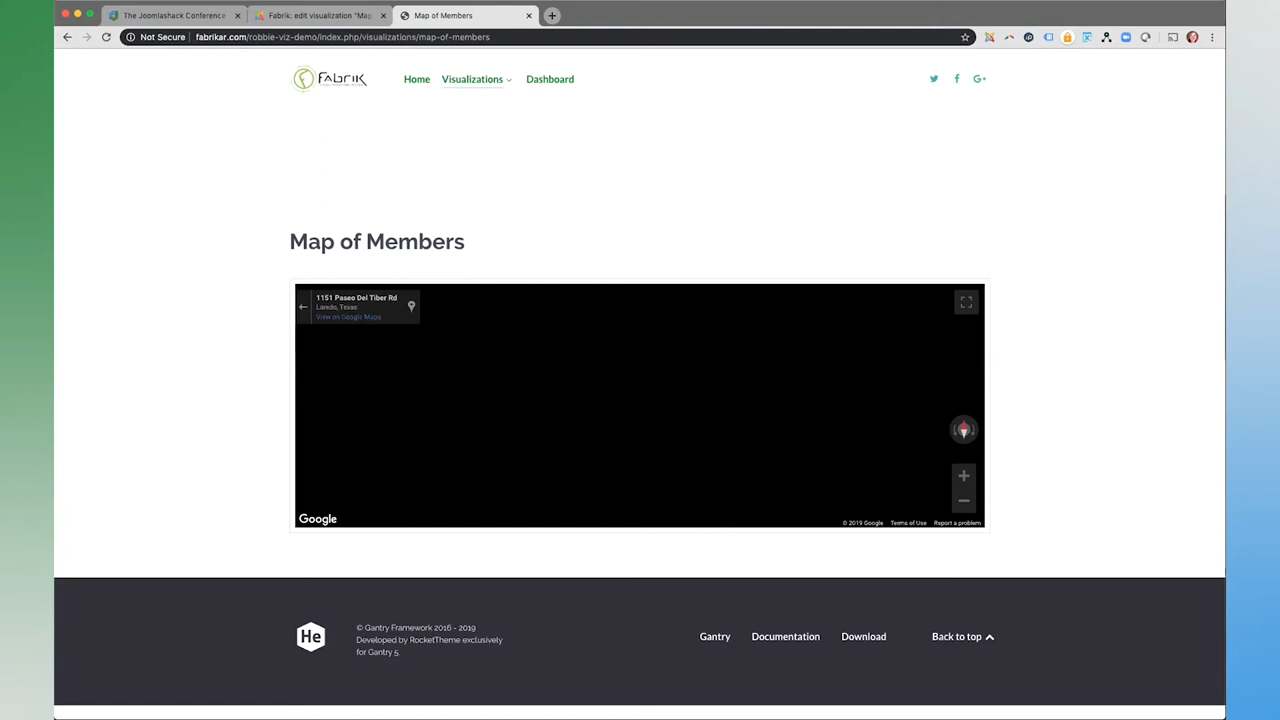 The Joomlashack Conference
Fabrik: edit visualization "Map
Map of Members
Not Secure
fabrikar.com/robbie-viz-demo/index.php/visualizations/map-of-members
FABRIK
Home
Visualizations
Dashboard
Map of Members
1151 Paseo Del Tiber Rd
Laredo, Texas
View on Google Maps
Google
© 2019 Google
Terms of Use
Report a problem
He
© Gantry Framework 2016 - 2019
Developed by RocketTheme exclusively
for Gantry 5.
Gantry
Documentation
Download
Back to top